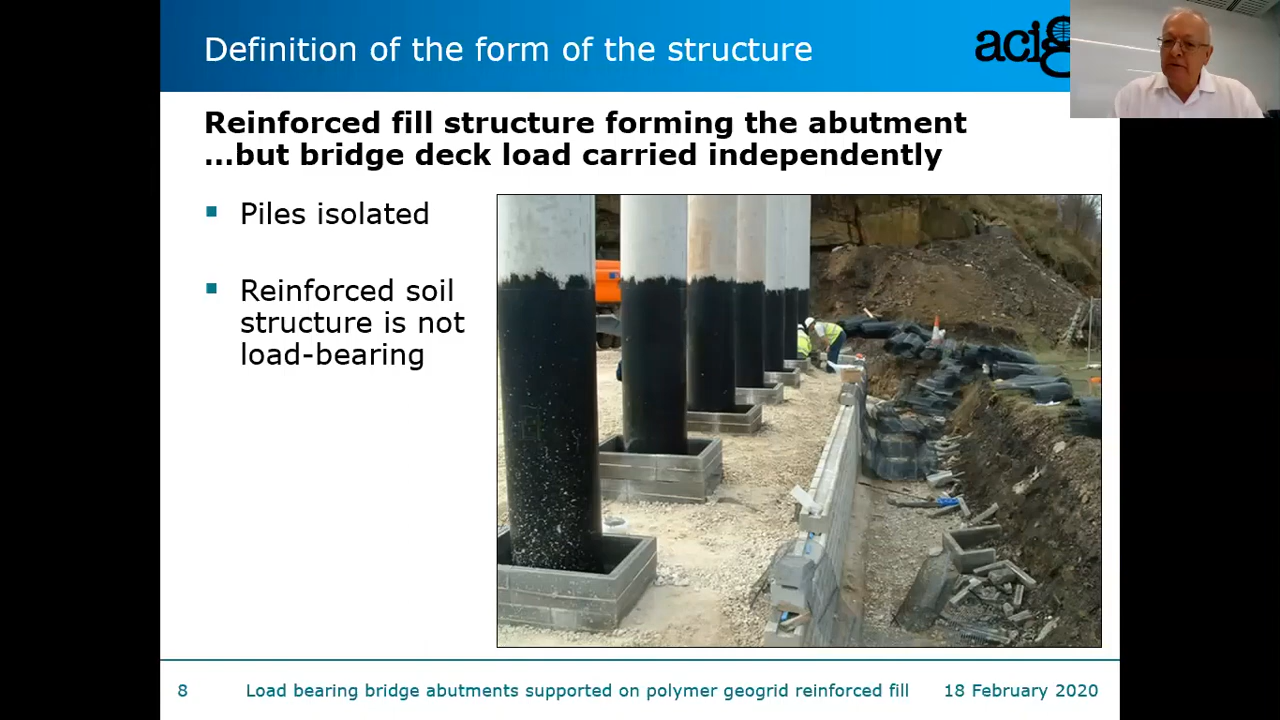 Definition of the form of the structure
acig
Reinforced fill structure forming the abutment
...but bridge deck load carried independently
▪ Piles isolated
▪ Reinforced soil
structure is not
load-bearing
8 Load bearing bridge abutments supported on polymer geogrid reinforced fill 18 February 2020